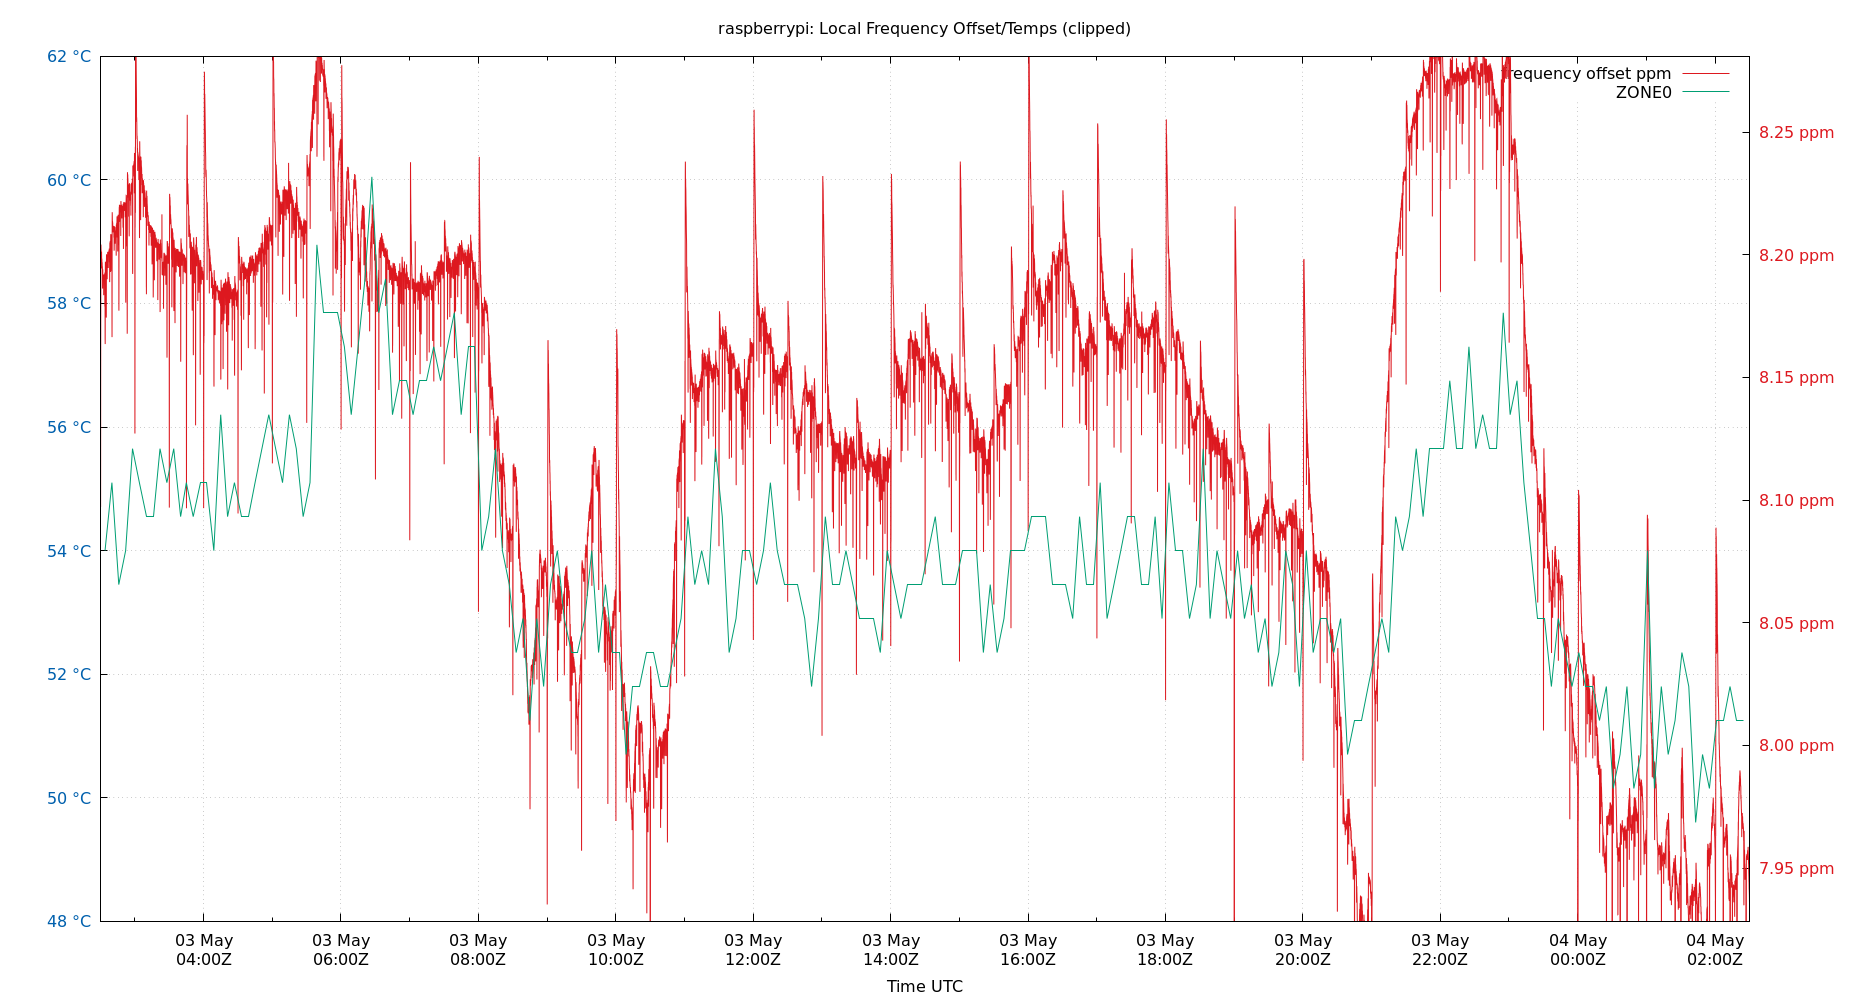 raspberrypi: Local Frequency Offset/Temps (clipped)
62 °C
60 °C
58 °C
56 °C
54 °C
52 °C
50 °C
48 °C
frequency offset ppm
ZONE0
8.25 ppm
8.20 ppm
8.15 ppm
8.10 ppm
8.05 ppm
8.00 ppm
7.95 ppm
03 May 03 May 03 May 03 May 03 May 03 May 03 May 03 May 03 May 03 May 04 May 04 May
04:00Z 06:00Z 08:00Z 10:00Z 12:00Z 14:00Z 16:00Z 18:00Z 20:00Z 22:00Z 00:00Z 02:00Z
Time UTC